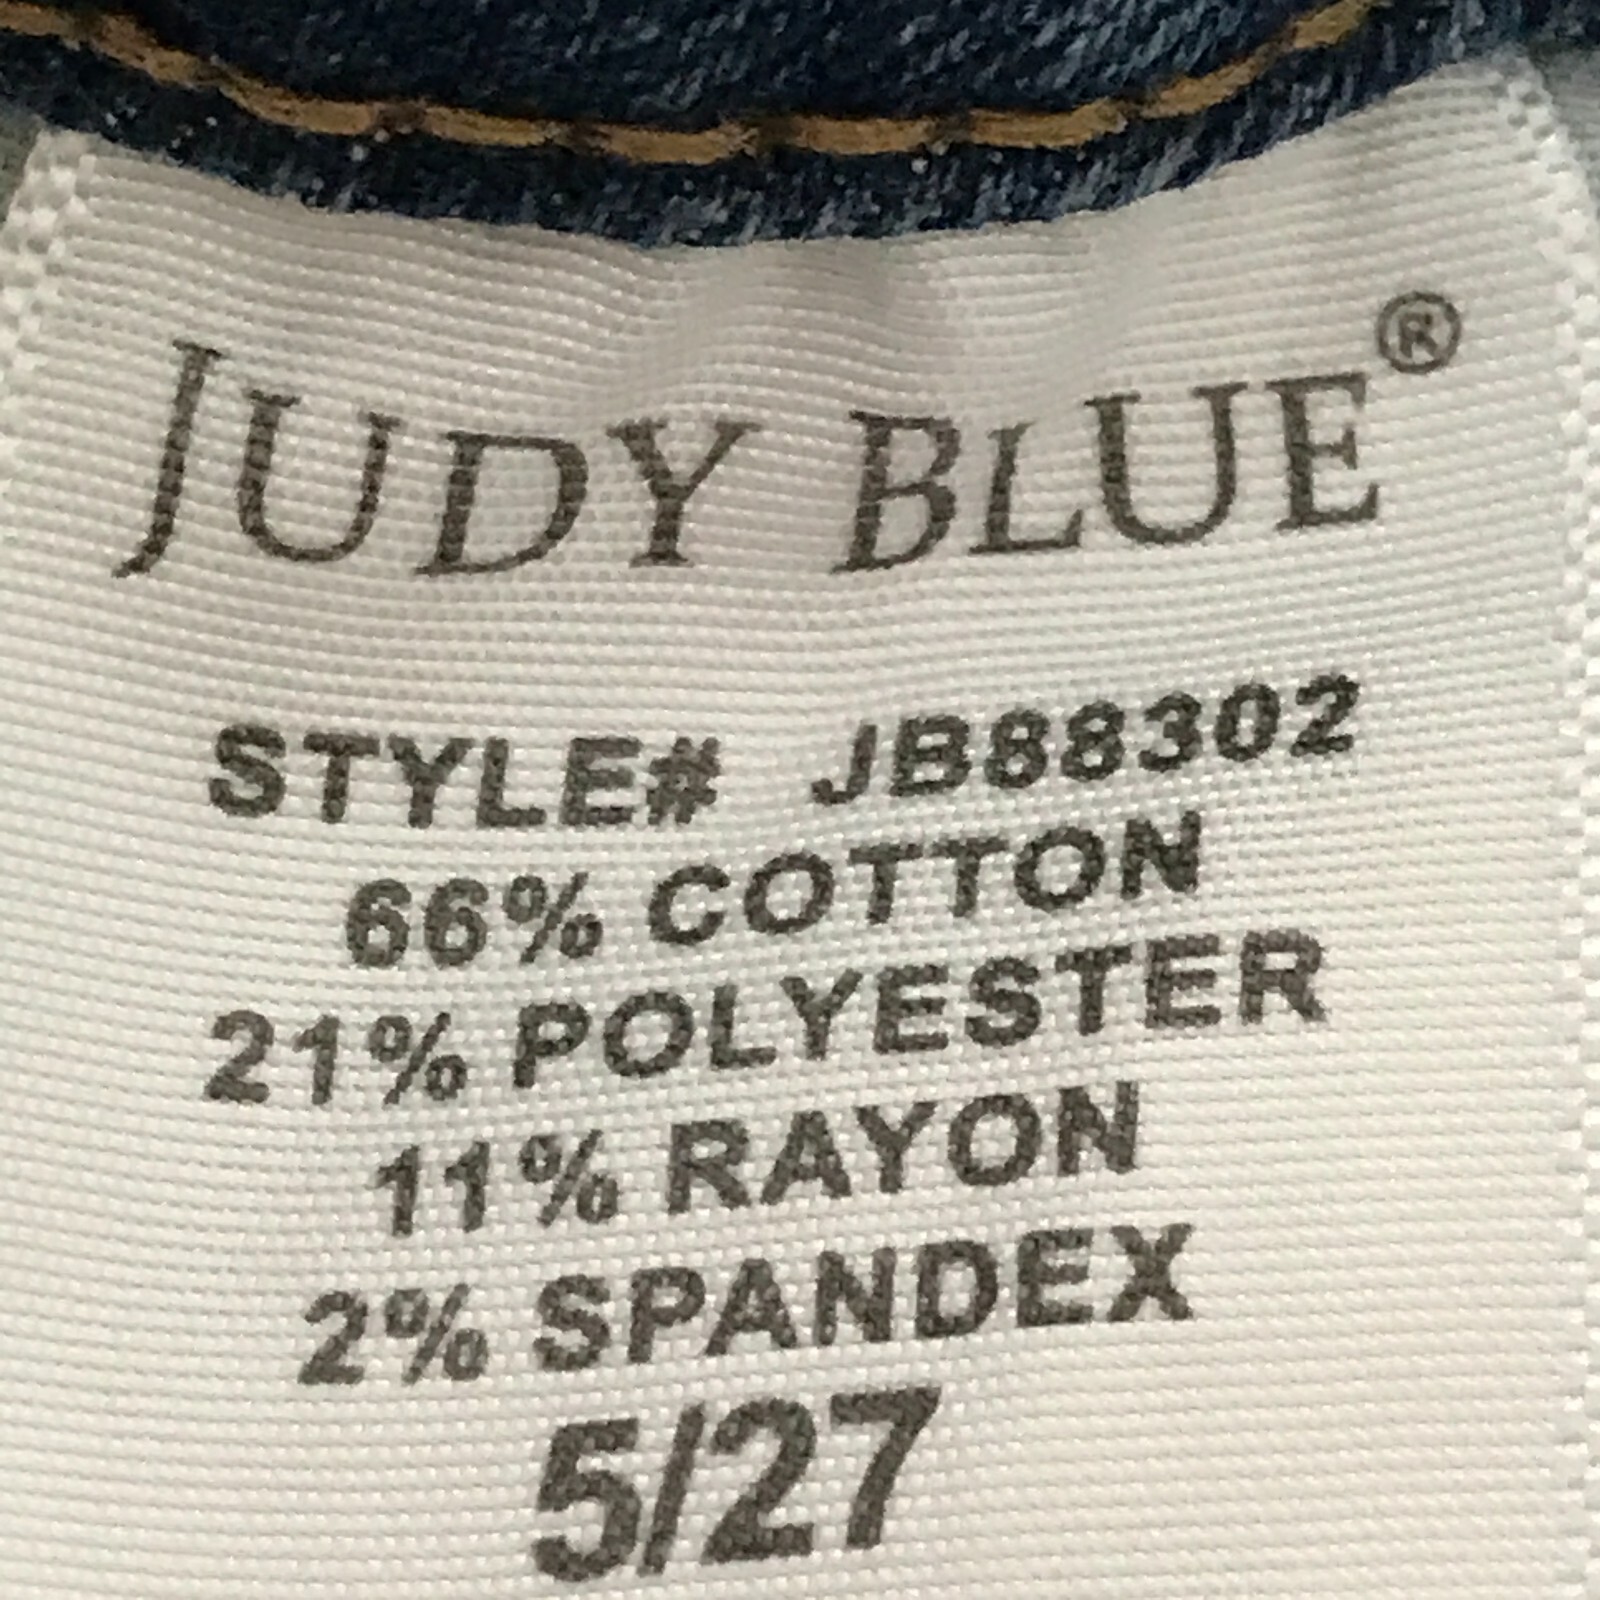 JUDY BLUE®
STYLE# JB88302
66% COTTON
21% POLYESTER
11% RAYON
2% SPANDEX
5/27